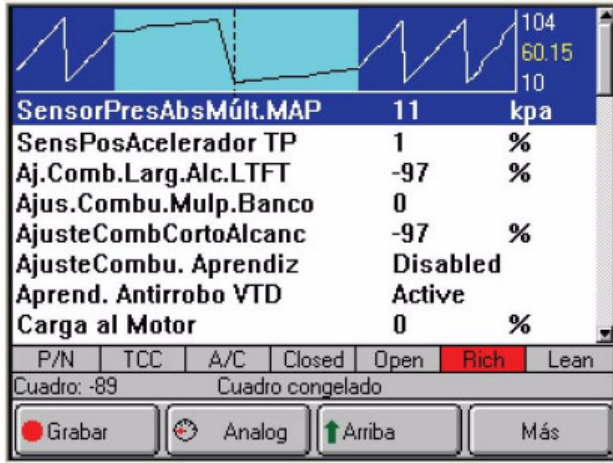 104
60.15
10
SensorPresAbsMúlt.MAP 11 kpa
SensPosAcelerador TP 1 %
Aj.Comb.Larg.Alc.LTFT -97 %
Ajus.Combu.Mulp.Banco 0
AjusteCombCortoAlcanc -97 %
AjusteCombu. Aprendiz Disabled
Aprend. Antirrobo VTD Active
Carga al Motor 0 %
P/N TCC A/C Closed Open Rich Lean
Cuadro: -89 Cuadro congelado
Grabar Analog Arriba Más